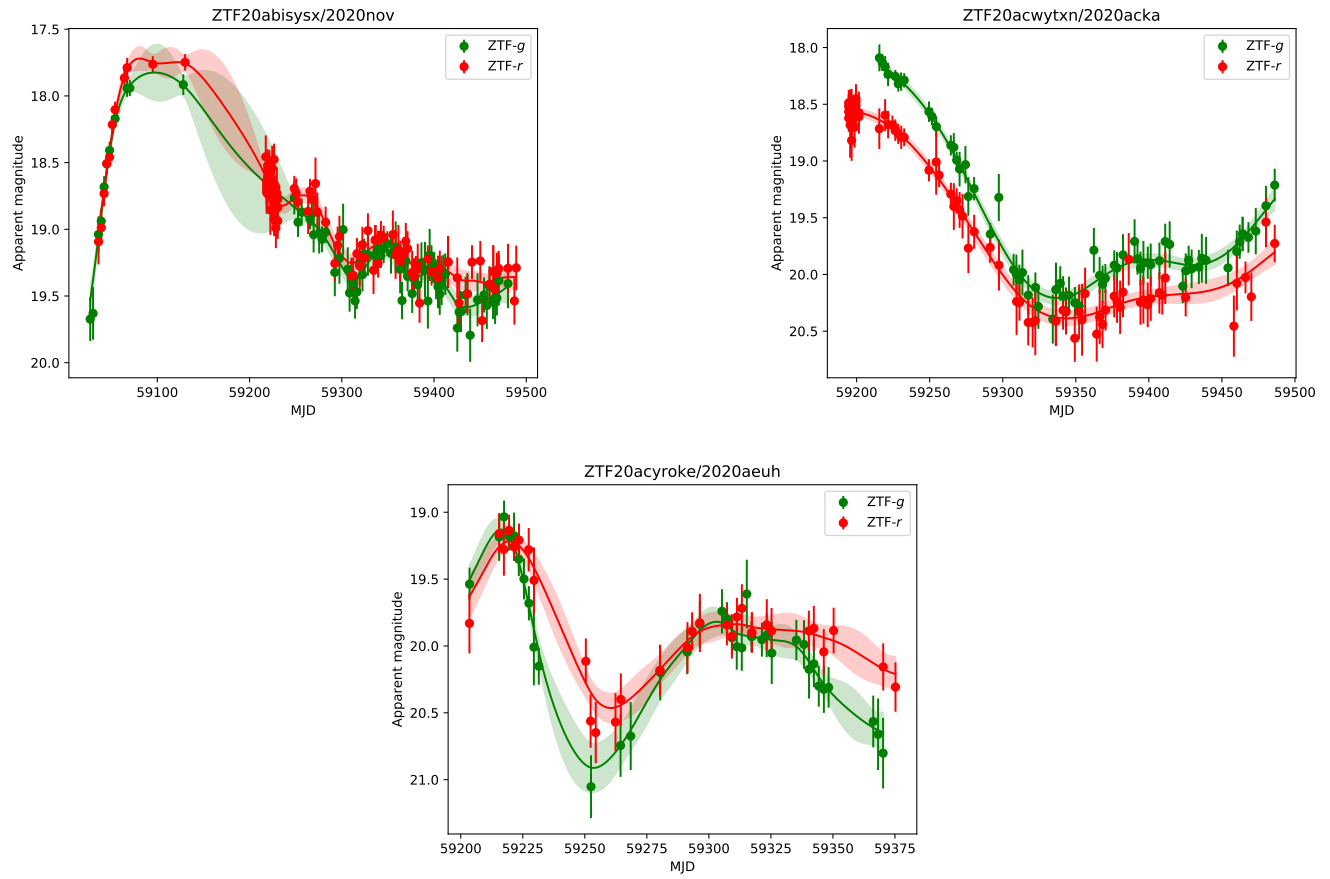 ZTF20abisysx/2020nov
17.5
18.0
18.5
19.0
19.5
20.0
Apparent magnitude
ZTF-g
ZTF-r
59100
59200
59300
59400
59500
MJD
ZTF20acwytxn/2020acka
18.0
18.5
19.0
19.5
20.0
20.5
Apparent magnitude
ZTF-g
ZTF-r
59200
59250
59300
59350
59400
59450
59500
MJD
ZTF20acyroke/2020aeuh
19.0
19.5
20.0
20.5
21.0
Apparent magnitude
ZTF-g
ZTF-r
59200
59225
59250
59275
59300
59325
59350
59375
MJD